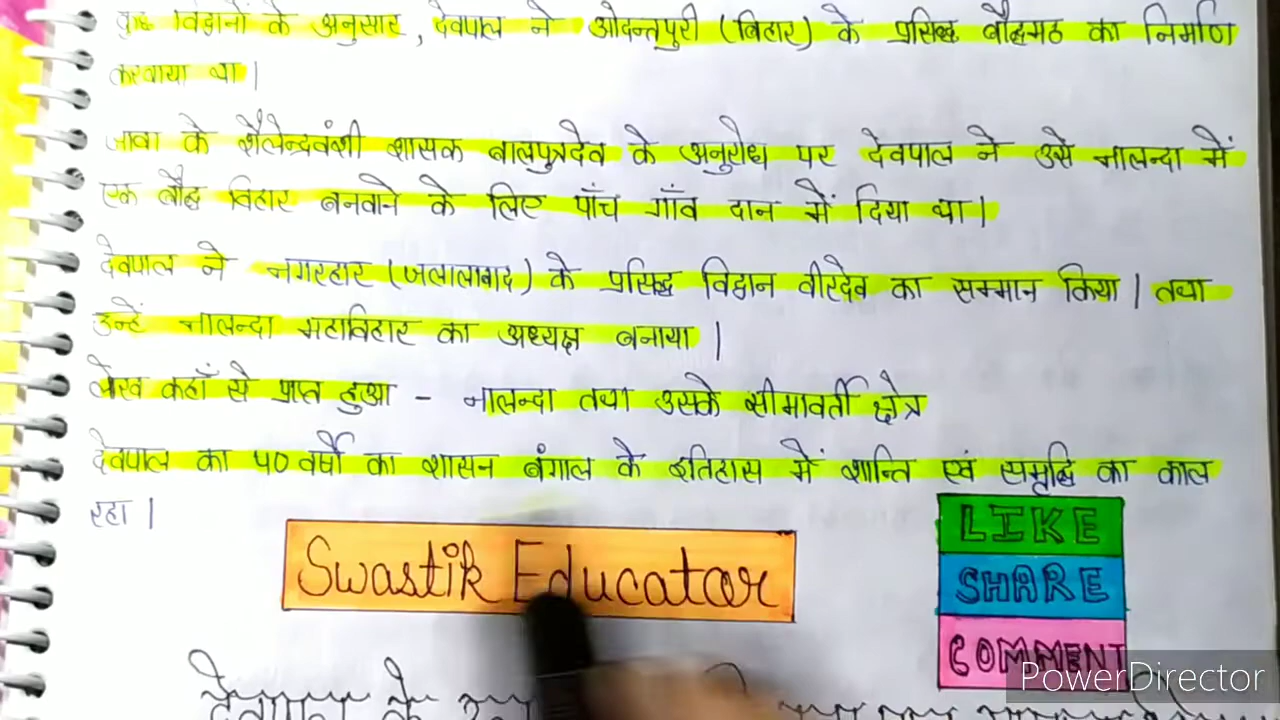 कुछ विद्वानों के अनुसार, देवपाल ने ओदन्तपुरी (बिहार) के प्रसिद्ध बौद्धमठ का निर्माण
करवाया था।
जावा के शैलेन्द्रवंशी शासक बालपुत्रदेव के अनुरोध पर देवपाल ने उसे नालन्दा में
एक बौद्ध विहार बनवाने के लिए पाँच गाँव दान में दिया था।
देवपाल ने नगरहार (जलालाबाद) के प्रसिद्ध विद्वान वीरदेव का सम्मान किया। तथा
उन्हें नालन्दा महाविहार का अध्यक्ष बनाया।
लेख कहाँ से प्राप्त हुआ - नालन्दा तथा उसके सीमावर्ती क्षेत्र
देवपाल का 40 वर्षों का शासन बंगाल के इतिहास में शान्ति एवं समृद्धि का काल
रहा।
Swastik Educator
LIKE
SHARE
COMMENT
PowerDirector
देवपाल के